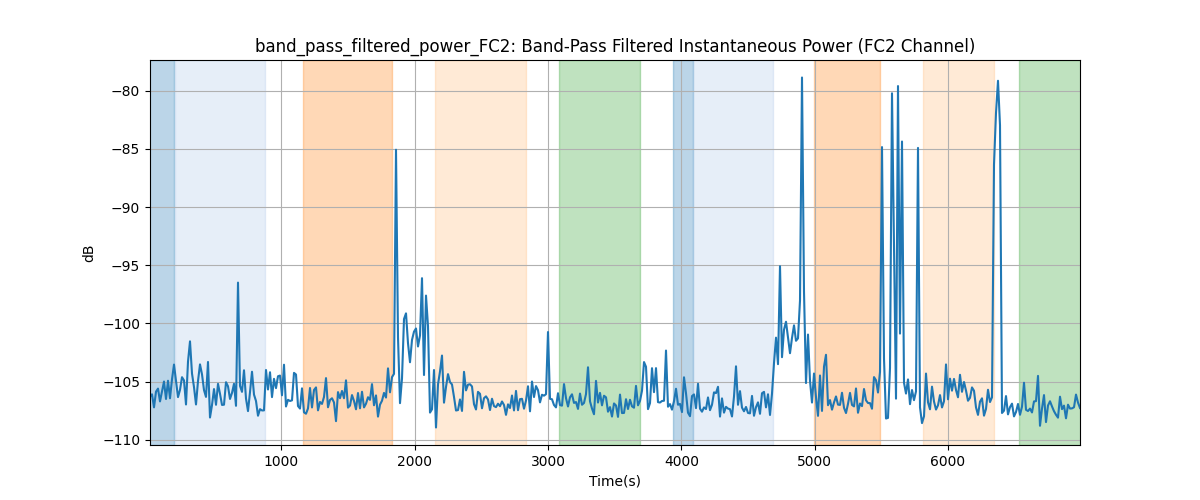 band_pass_filtered_power_FC2: Band-Pass Filtered Instantaneous Power (FC2 Channel)
−80
−85
−90
−95
−100
−105
−110
dB
1000 2000 3000 4000 5000 6000
Time(s)